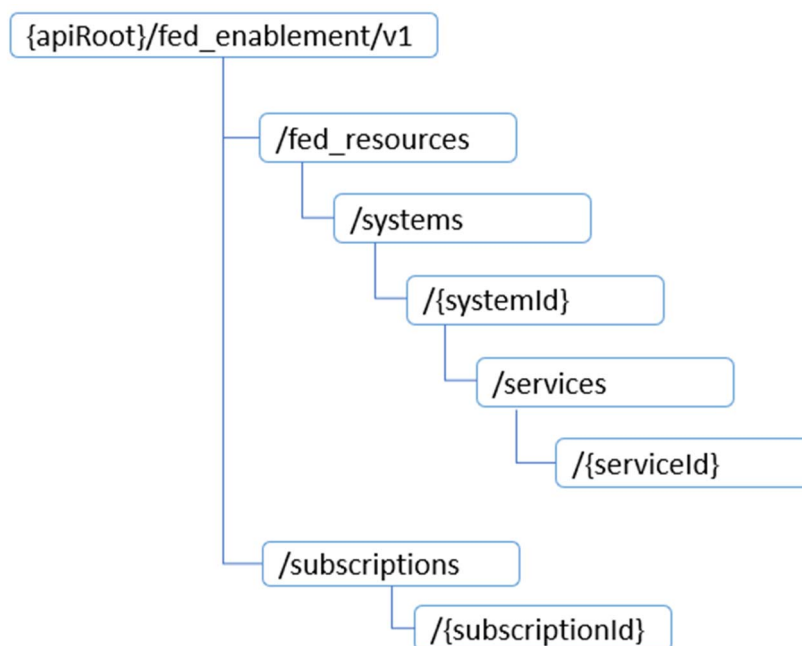 {apiRoot}/fed_enablement/v1
/fed_resources
/systems
/{systemId}
/services
/{serviceId}
/subscriptions
/{subscriptionId}